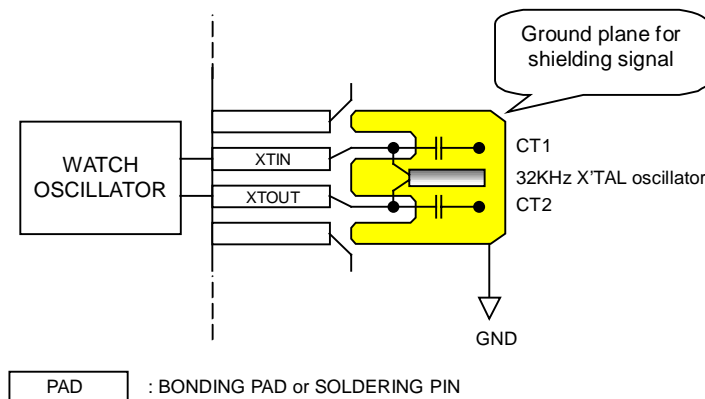 Ground plane for
shielding signal
WATCH
OSCILLATOR
XTIN
XTOUT
CT1
32KHz X'TAL oscillator
CT2
GND
PAD : BONDING PAD or SOLDERING PIN